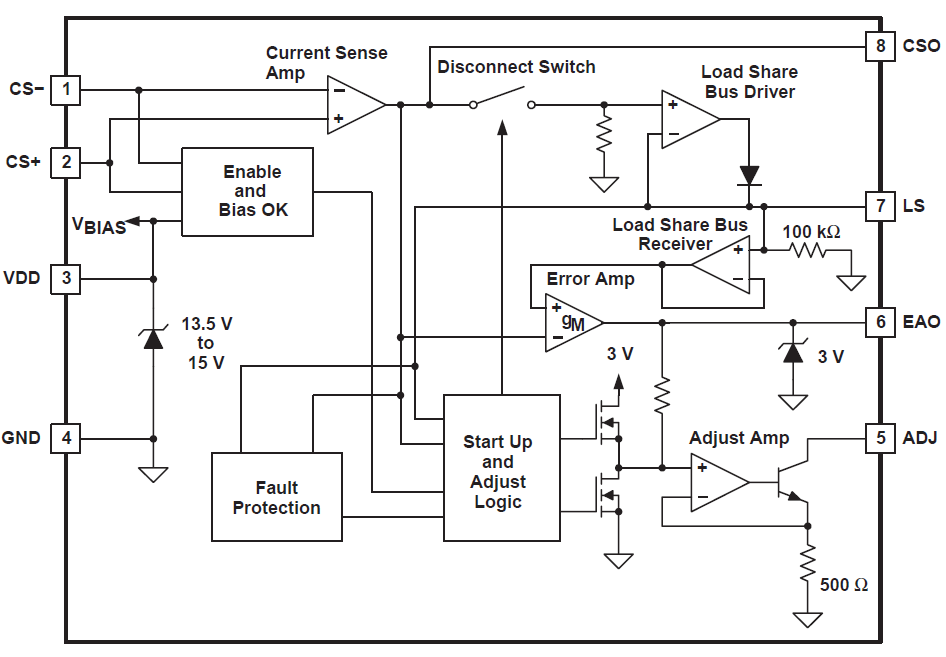 Current Sense
Amp
Disconnect Switch
Load Share
Bus Driver
8 CSO
CS− 1
−
+
+
−
CS+ 2
Enable
and
Bias OK
VBIAS
7 LS
Load Share Bus
Receiver
100 kΩ
+
−
VDD 3
Error Amp
+
gM
−
6 EAO
13.5 V
to
15 V
3 V
3 V
GND 4
Start Up
and
Adjust
Logic
Adjust Amp
5 ADJ
+
−
Fault
Protection
500 Ω